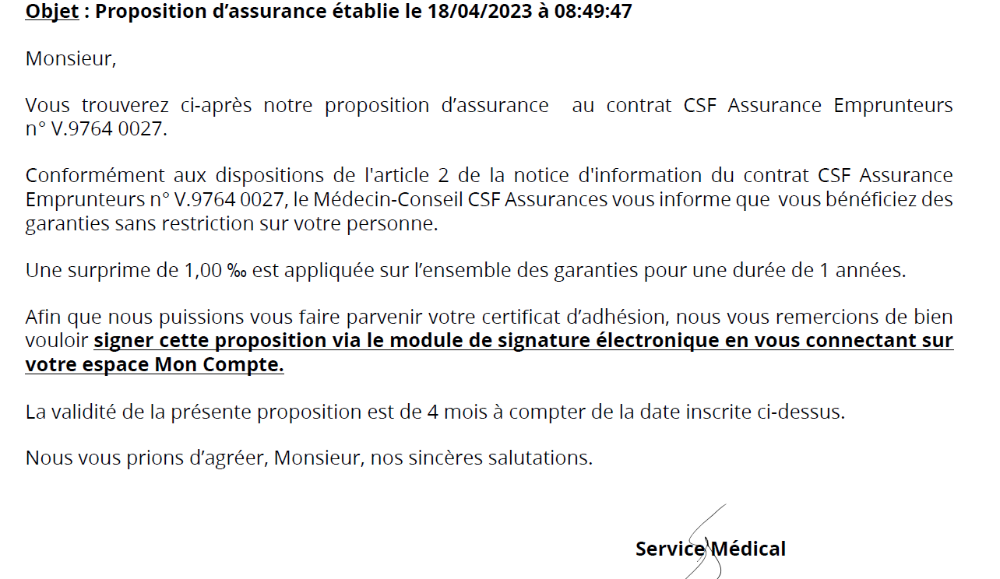 Objet : Proposition d’assurance établie le 18/04/2023 à 08:49:47
Monsieur,
Vous trouverez ci-après notre proposition d’assurance au contrat CSF Assurance Emprunteurs
n° V.9764 0027.
Conformément aux dispositions de l'article 2 de la notice d'information du contrat CSF Assurance
Emprunteurs n° V.9764 0027, le Médecin-Conseil CSF Assurances vous informe que vous bénéficiez des
garanties sans restriction sur votre personne.
Une surprime de 1,00 ‰ est appliquée sur l’ensemble des garanties pour une durée de 1 années.
Afin que nous puissions vous faire parvenir votre certificat d’adhésion, nous vous remercions de bien
vouloir signer cette proposition via le module de signature électronique en vous connectant sur
votre espace Mon Compte.
La validité de la présente proposition est de 4 mois à compter de la date inscrite ci-dessus.
Nous vous prions d’agréer, Monsieur, nos sincères salutations.
Service Médical